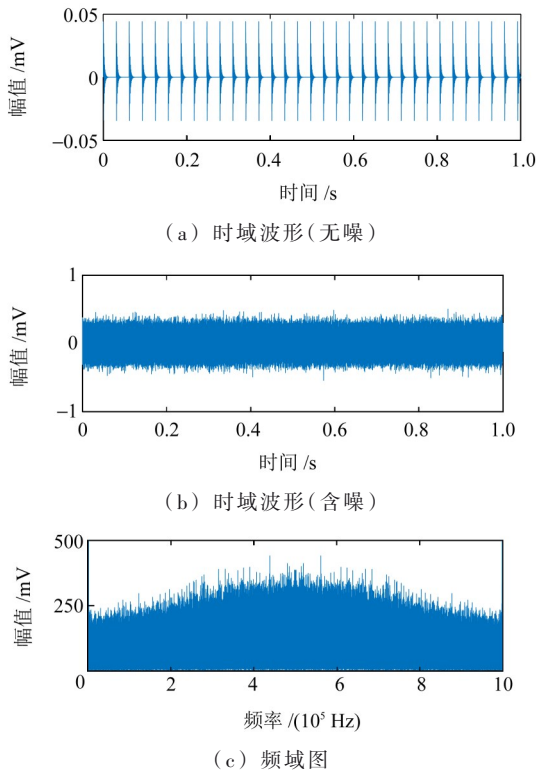 0.05
0
−0.05
幅值 /mV
0 0.2 0.4 0.6 0.8 1.0
时间 /s
(a) 时域波形(无噪)
1
0
−1
幅值 /mV
0 0.2 0.4 0.6 0.8 1.0
时间 /s
(b) 时域波形(含噪)
500
250
0
幅值 /mV
2 4 6 8 10
频率 /(10⁵ Hz)
(c) 频域图